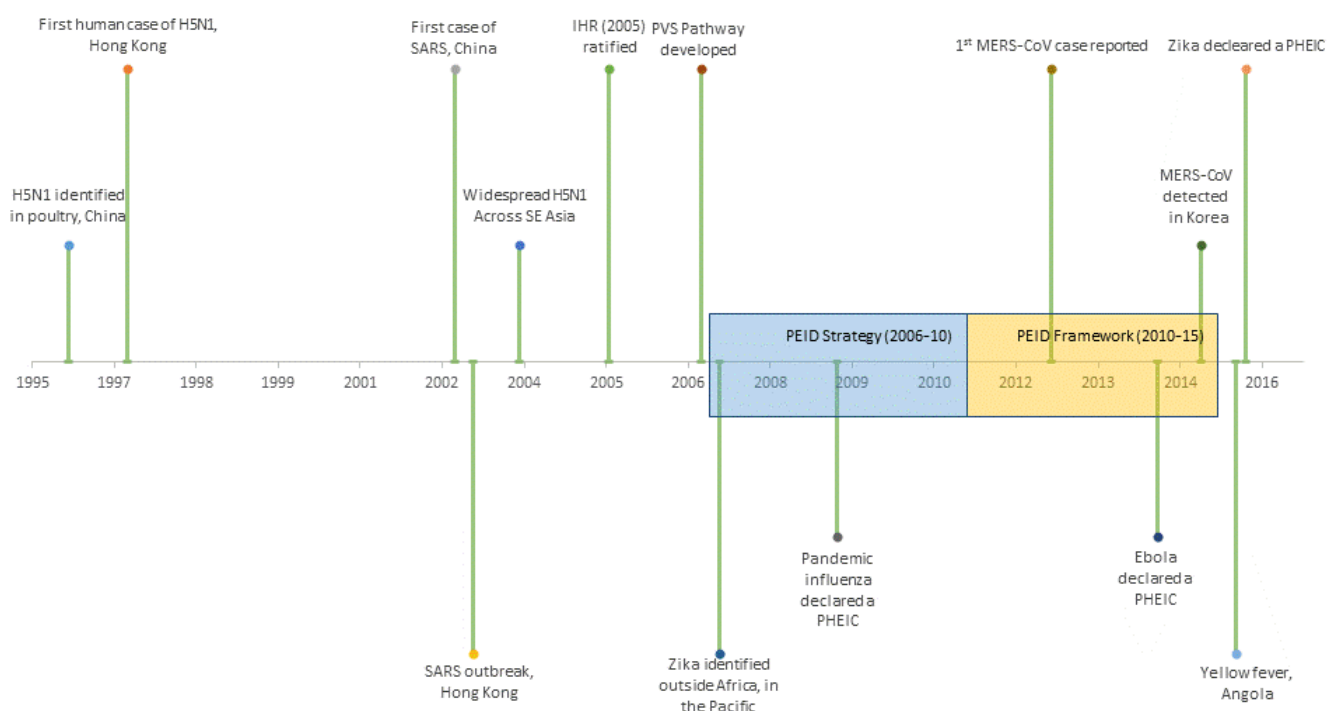 First human case of H5N1,
Hong Kong
First case of
SARS, China
IHR (2005)
ratified
PVS Pathway
developed
1st MERS-CoV case reported
Zika decleared a PHEIC
H5N1 identified
in poultry, China
Widespread H5N1
Across SE Asia
MERS-CoV
detected
in Korea
PEID Strategy (2006-10)
PEID Framework (2010-15)
1995 1997 1998 1999 2001 2002 2004 2005 2006 2008 2009 2010 2012 2013 2014 2016
Pandemic
influenza
declared a
PHEIC
Ebola
declared a
PHEIC
SARS outbreak,
Hong Kong
Zika identified
outside Africa, in
the Pacific
Yellow fever,
Angola